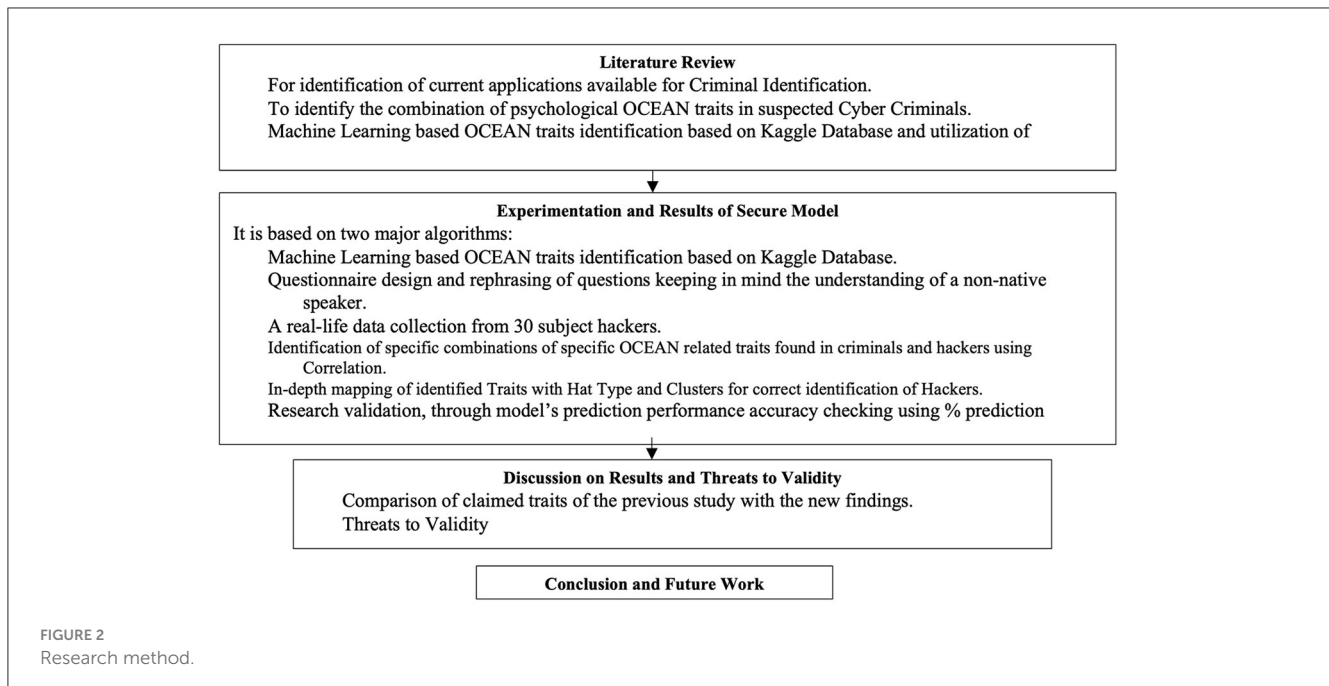 Literature Review
For identification of current applications available for Criminal Identification.
To identify the combination of psychological OCEAN traits in suspected Cyber Criminals.
Machine Learning based OCEAN traits identification based on Kaggle Database and utilization of
Experimentation and Results of Secure Model
It is based on two major algorithms:
Machine Learning based OCEAN traits identification based on Kaggle Database.
Questionnaire design and rephrasing of questions keeping in mind the understanding of a non-native
speaker.
A real-life data collection from 30 subject hackers.
Identification of specific combinations of specific OCEAN related traits found in criminals and hackers using
Correlation.
In-depth mapping of identified Traits with Hat Type and Clusters for correct identification of Hackers.
Research validation, through model’s prediction performance accuracy checking using % prediction
Discussion on Results and Threats to Validity
Comparison of claimed traits of the previous study with the new findings.
Threats to Validity
Conclusion and Future Work
FIGURE 2
Research method.